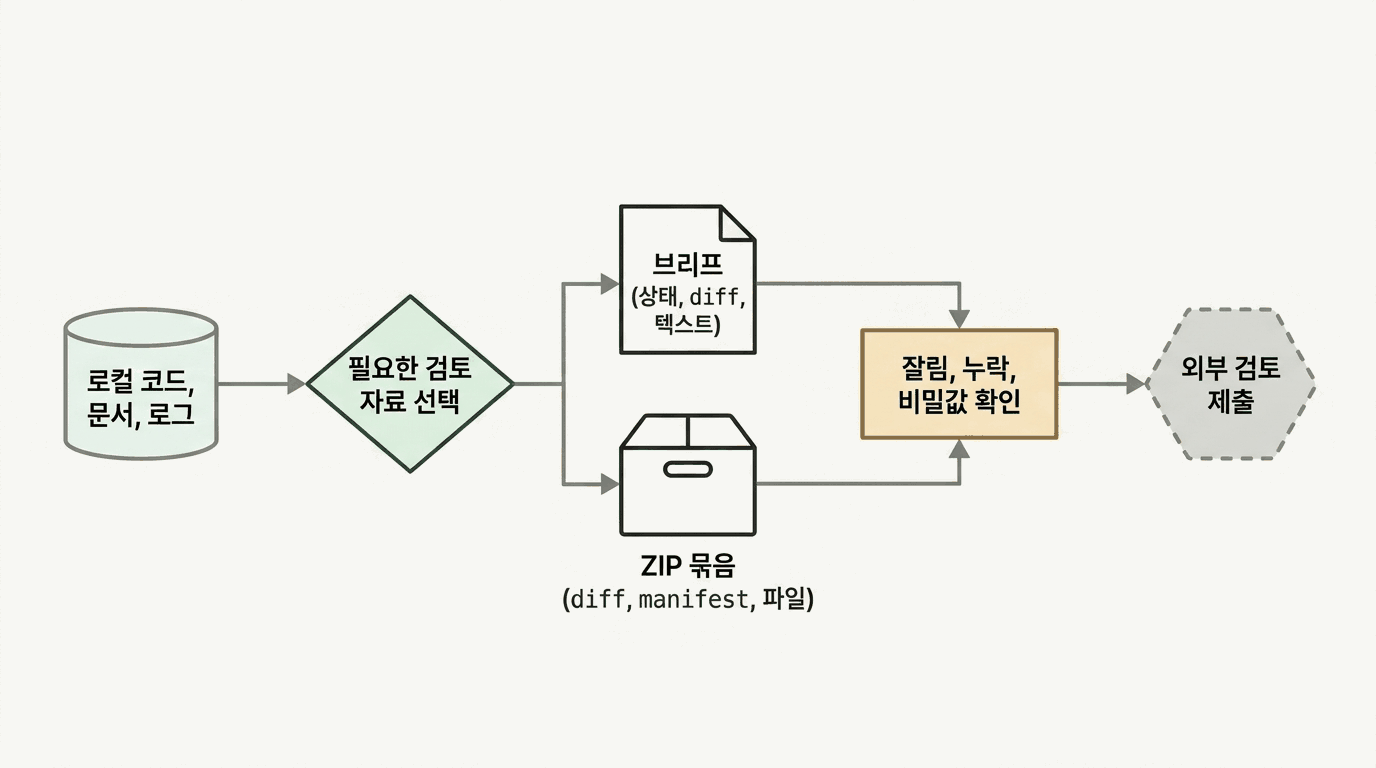 로컬 코드,
문서, 로그
필요한 검토
자료 선택
브리프
(상태, diff,
텍스트)
ZIP 묶음
(diff, manifest, 파일)
잘림, 누락,
비밀값 확인
외부 검토
제출